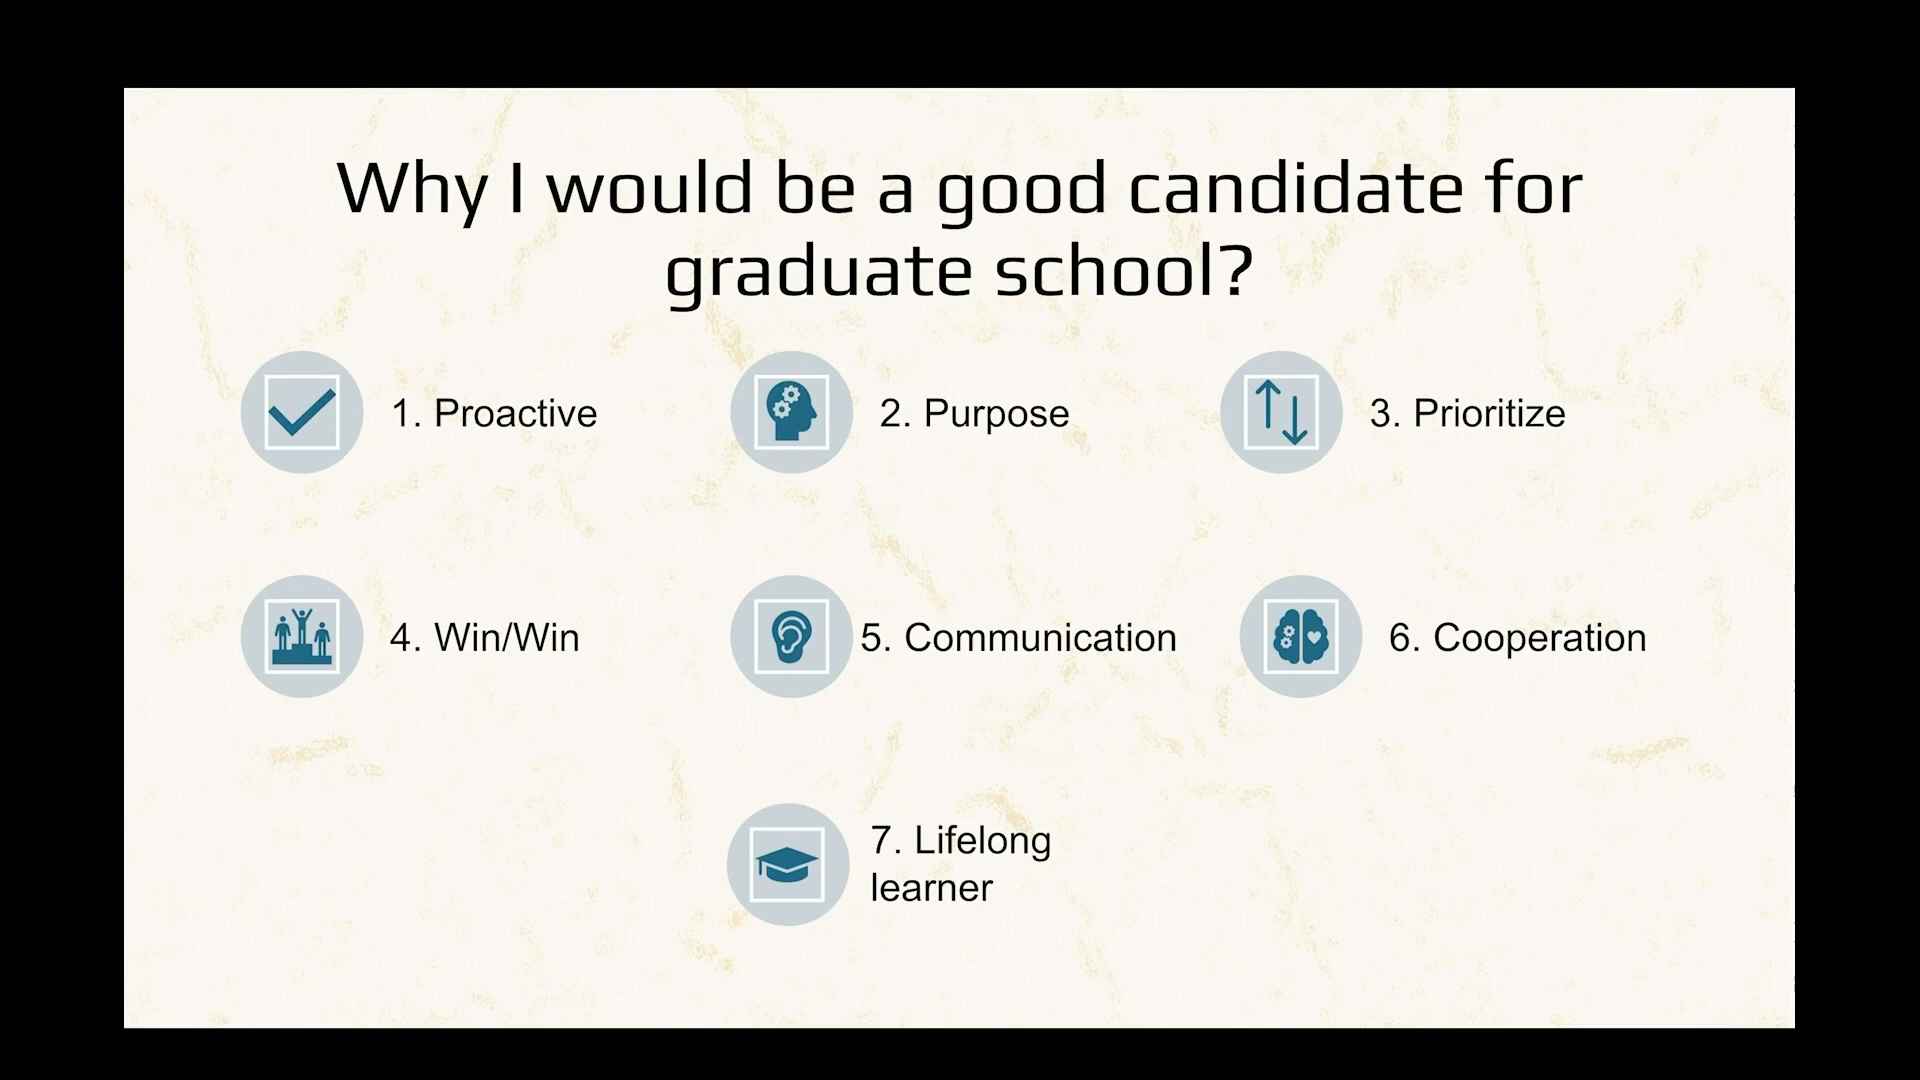 Why I would be a good candidate for
graduate school?
1. Proactive
2. Purpose
3. Prioritize
4. Win/Win
5. Communication
6. Cooperation
7. Lifelong
learner